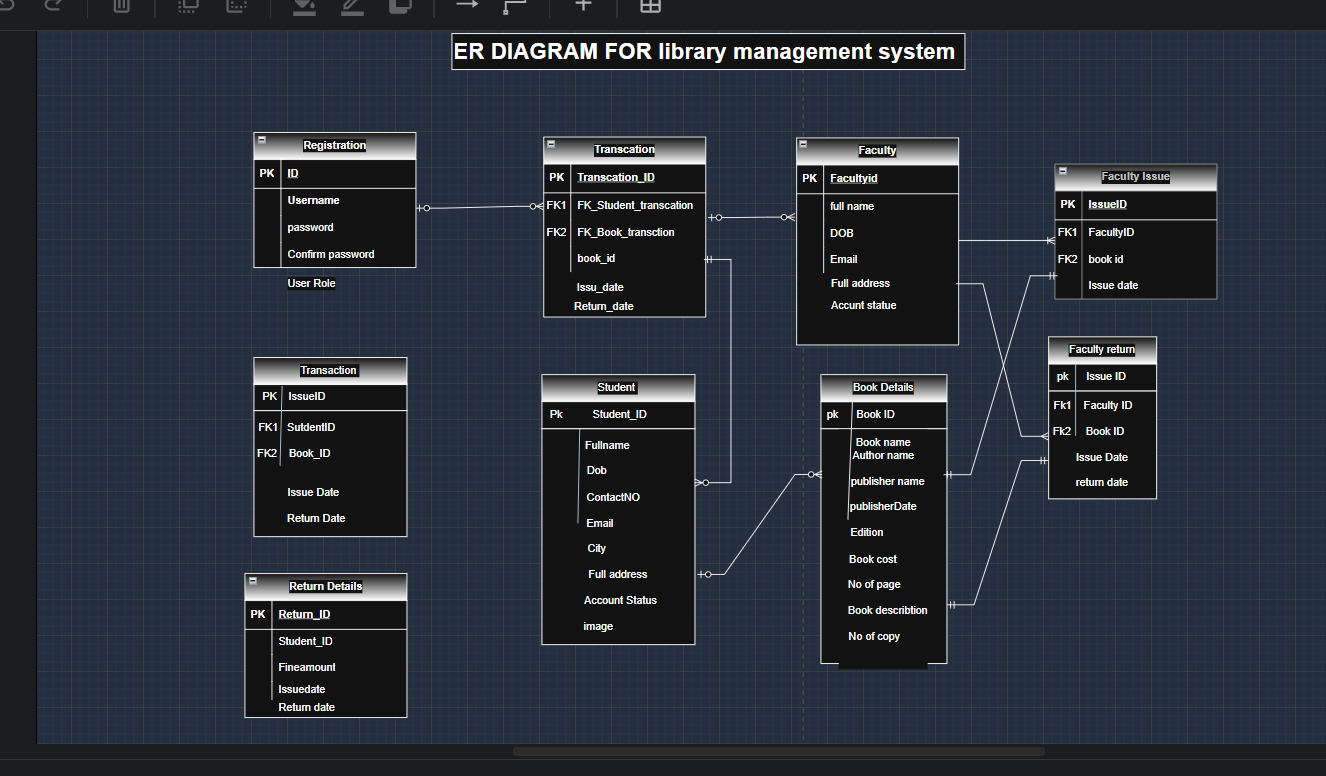 ER DIAGRAM FOR library management system
Registration
PK ID
Username
password
Confirm password
User Role
Transcation
PK Transcation_ID
FK1 FK_Student_transcation
FK2 FK_Book_transction
book_id
Issu_date
Return_date
Faculty
PK Facultyid
full name
DOB
Email
Full address
Accunt statue
Faculty Issue
PK IssueID
FK1 FacultyID
FK2 book id
Issue date
Faculty return
pk Issue ID
Fk1 Faculty ID
Fk2 Book ID
Issue Date
return date
Transaction
PK IssueID
FK1 SutdentID
FK2 Book_ID
Issue Date
Return Date
Student
Pk Student_ID
Fullname
Dob
ContactNO
Email
City
Full address
Account Status
image
Book Details
pk Book ID
Book name
Author name
publisher name
publisherDate
Edition
Book cost
No of page
Book describtion
No of copy
Return Details
PK Return_ID
Student_ID
Fineamount
Issuedate
Return date